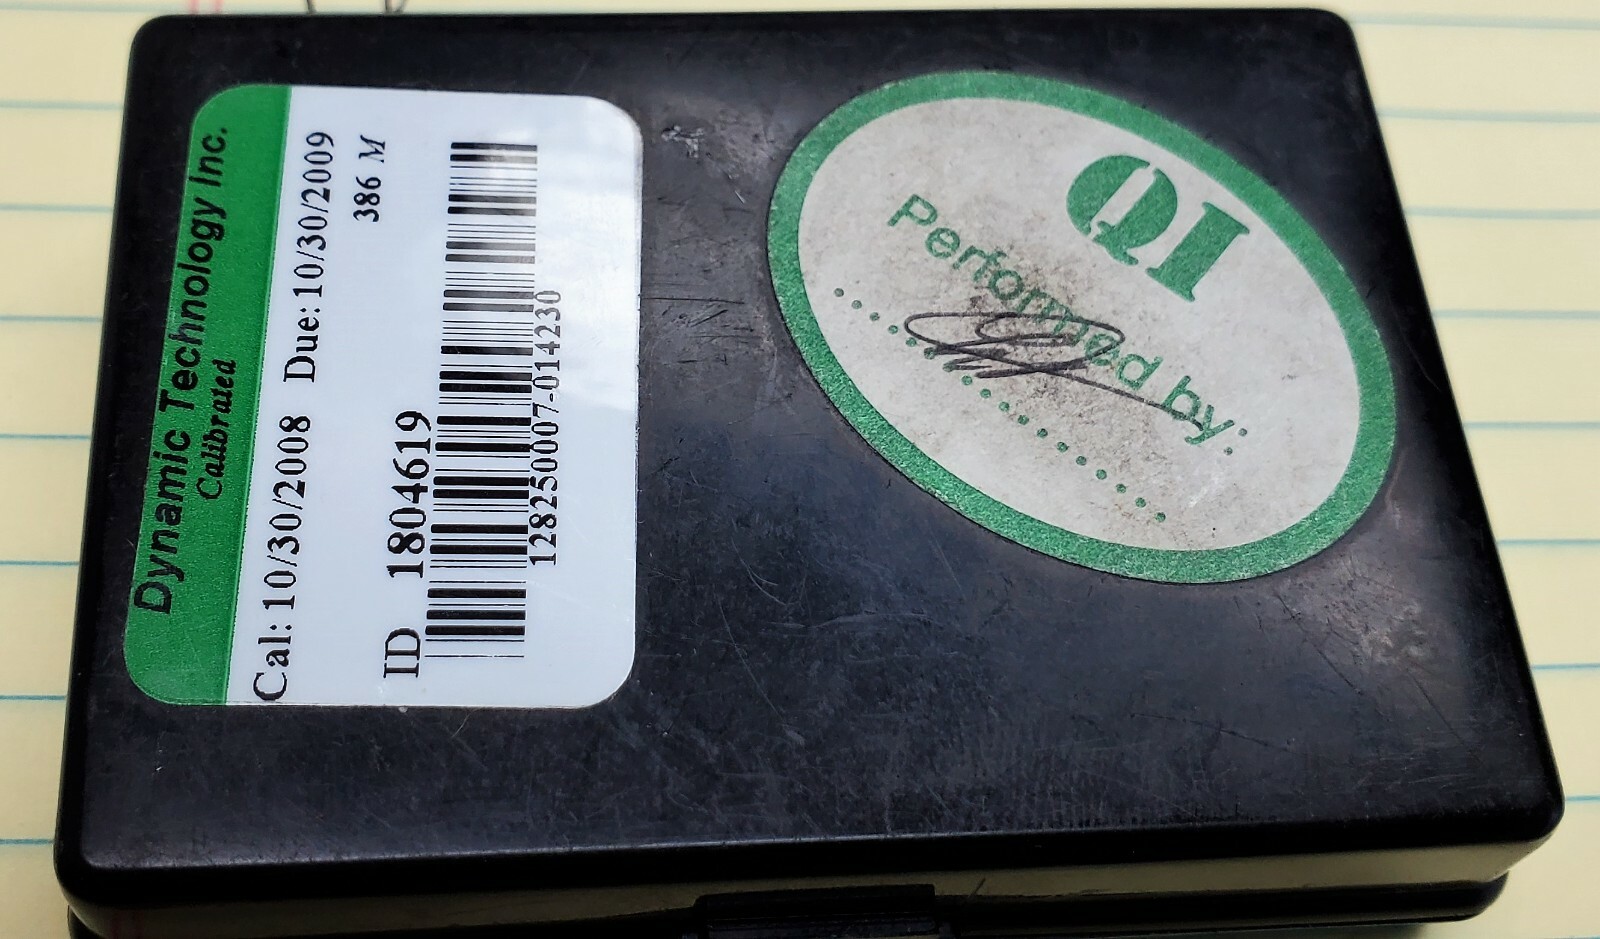 Dynamic Technology Inc.
Calibrated
Cal: 10/30/2008 Due: 10/30/2009
386 M
ID 1804619
128250007-014230
QI
Performed by: